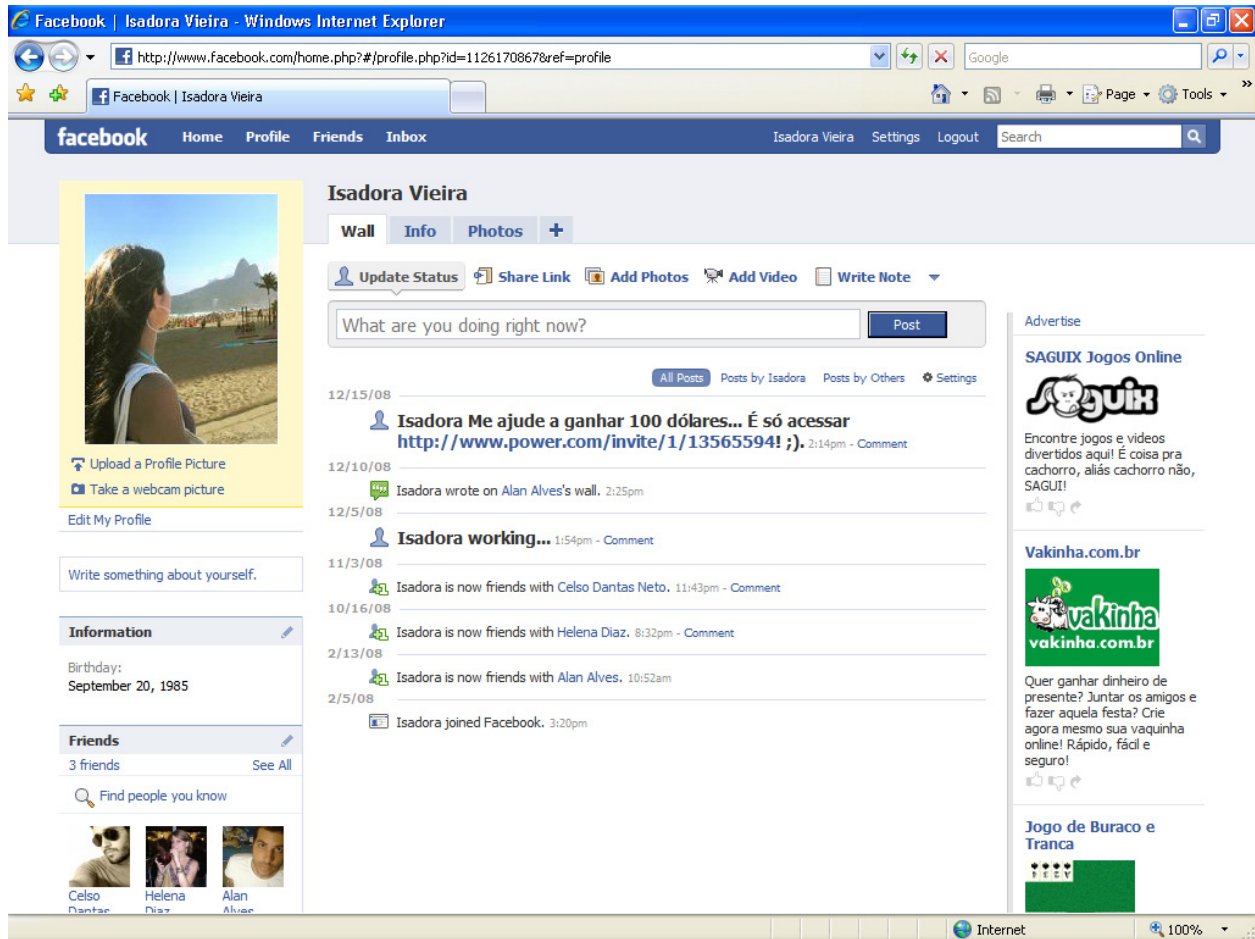 Facebook | Isadora Vieira - Windows Internet Explorer
http://www.facebook.com/home.php?#/profile.php?id=1126170867&ref=profile
Google
Facebook | Isadora Vieira
Page
Tools
facebook Home Profile Friends Inbox
Isadora Vieira Settings Logout Search
Isadora Vieira
Wall Info Photos +
Update Status Share Link Add Photos Add Video Write Note
What are you doing right now? Post
All Posts Posts by Isadora Posts by Others Settings
12/15/08
Isadora Me ajude a ganhar 100 dólares... É só acessar
http://www.power.com/invite/1/13565594! ;). 2:14pm - Comment
12/10/08
Isadora wrote on Alan Alves's wall. 2:25pm
12/5/08
Isadora working... 1:54pm - Comment
11/3/08
Isadora is now friends with Celso Dantas Neto. 11:43pm - Comment
10/16/08
Isadora is now friends with Helena Diaz. 8:32pm - Comment
2/13/08
Isadora is now friends with Alan Alves. 10:52am
2/5/08
Isadora joined Facebook. 3:20pm
Upload a Profile Picture
Take a webcam picture
Edit My Profile
Write something about yourself.
Information
Birthday:
September 20, 1985
Friends
3 friends See All
Find people you know
Celso Helena Alan
Dantas Diaz Alves
Advertise
SAGUIX Jogos Online
Saguix
Encontre jogos e videos
divertidos aqui! É coisa pra
cachorro, aliás cachorro não,
SAGUI!
Vakinha.com.br
vakinha
vakinha.com.br
Quer ganhar dinheiro de
presente? Juntar os amigos e
fazer aquela festa? Crie
agora mesmo sua vaquinha
online! Rápido, fácil e
seguro!
Jogo de Buraco e
Tranca
Internet 100%